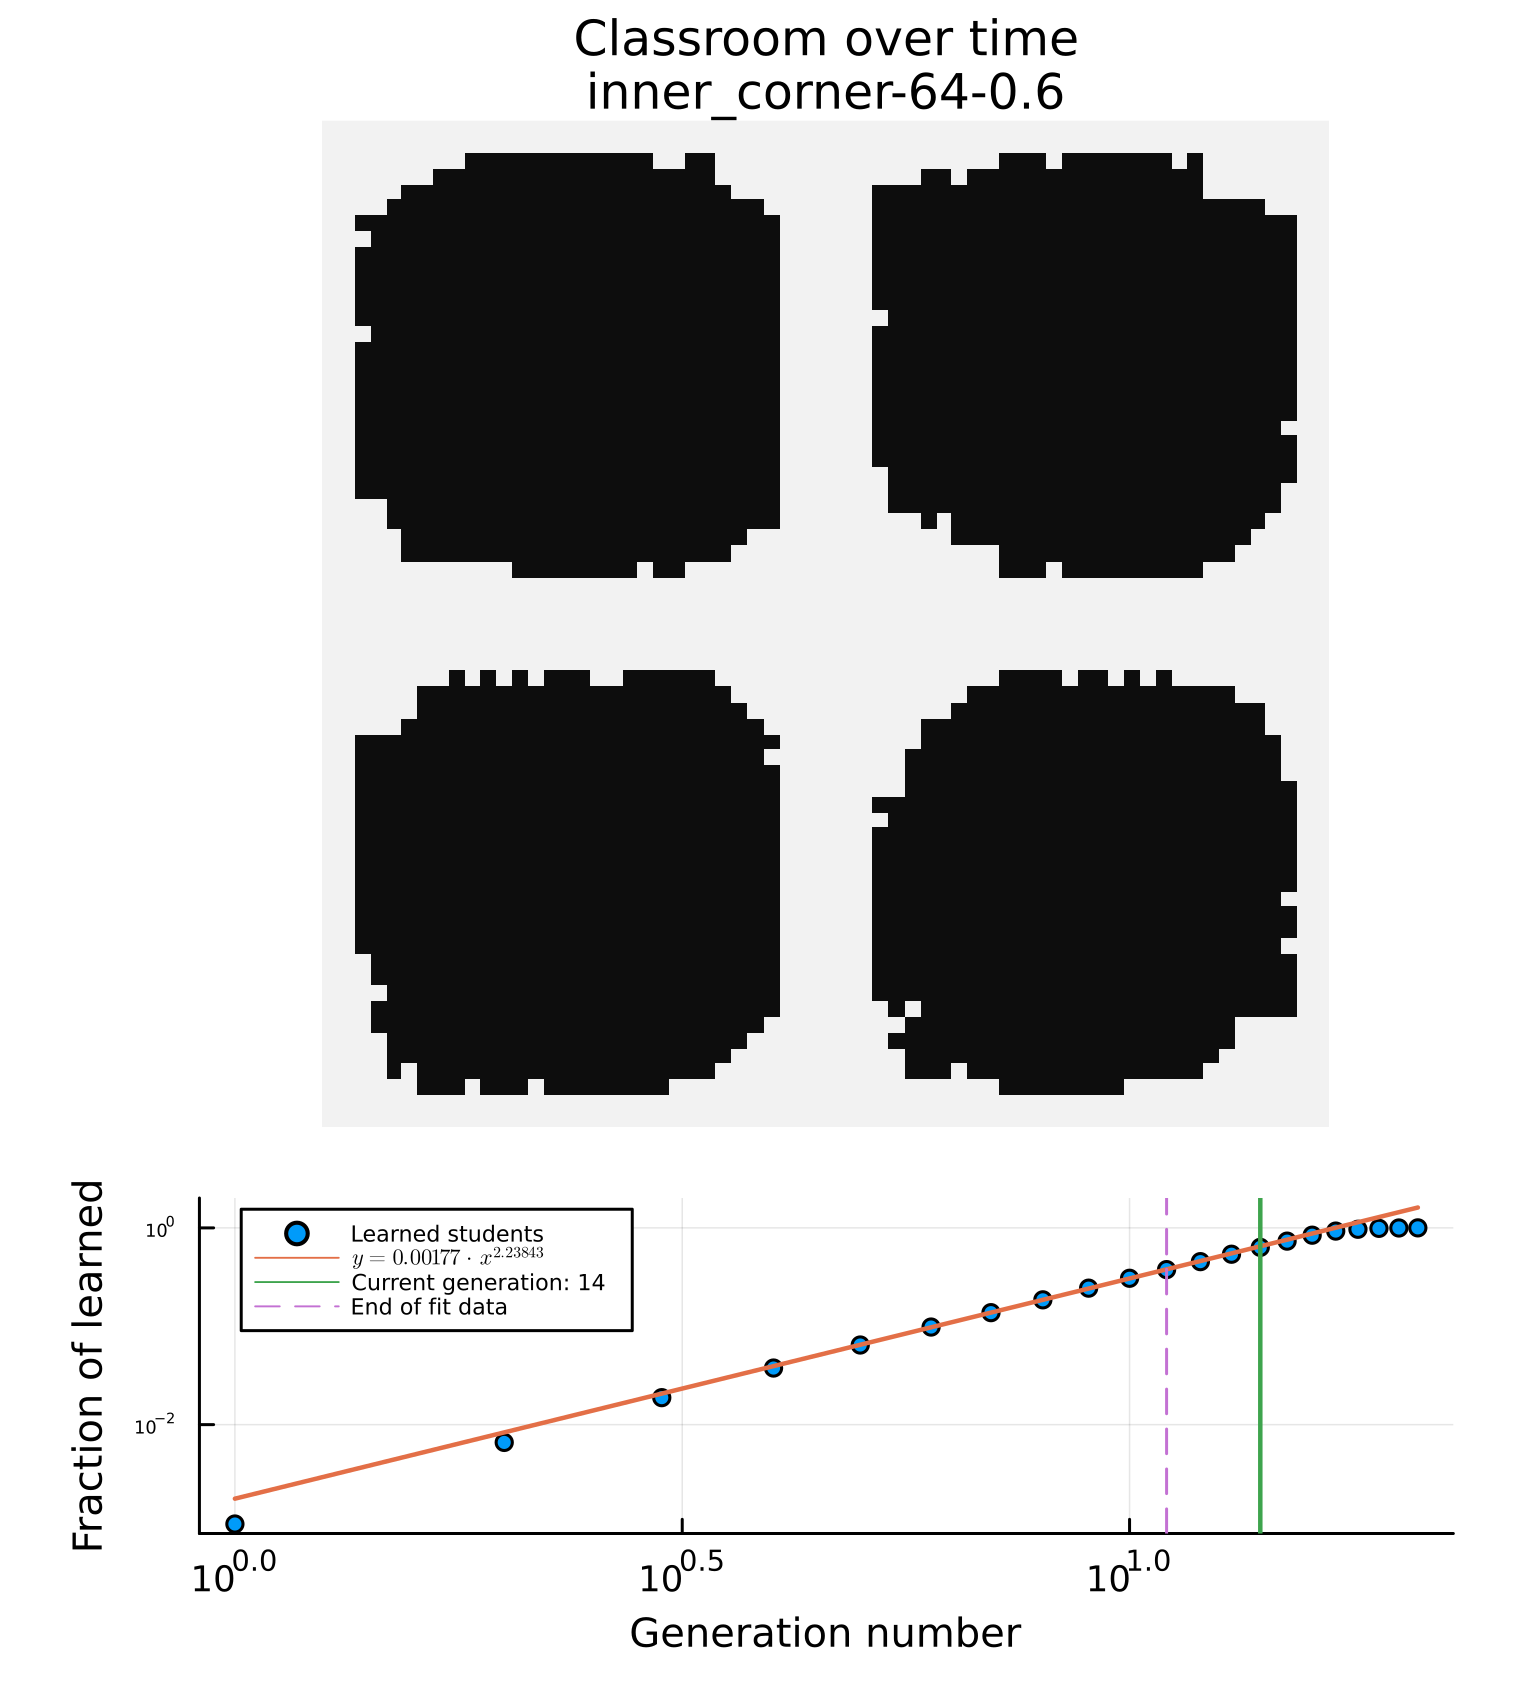 Classroom over time
inner_corner-64-0.6
Fraction of learned
10^0
10^−2
Learned students
y = 0.00177 · x^2.23843
Current generation: 14
End of fit data
10^0.0
10^0.5
10^1.0
Generation number